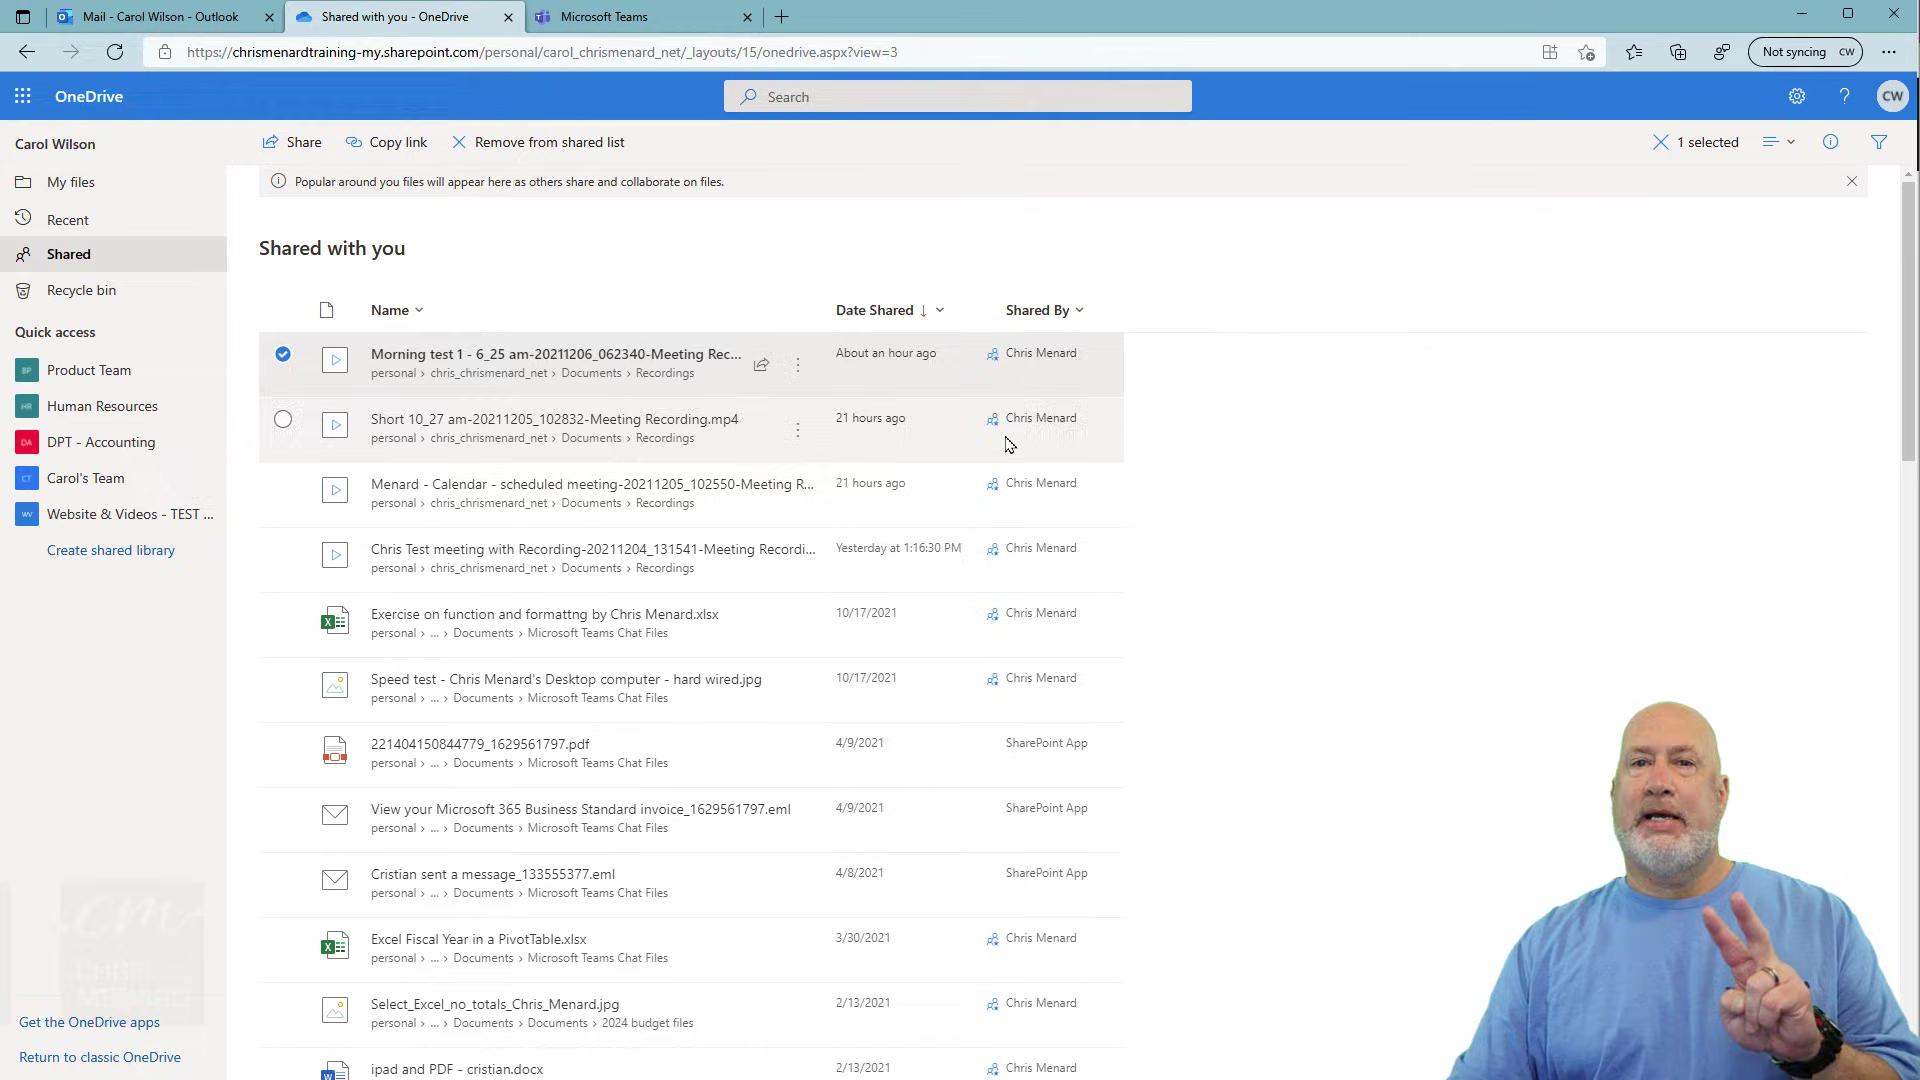 Mail - Carol Wilson - Outlook
Shared with you - OneDrive
Microsoft Teams
https://chrismenardtraining-my.sharepoint.com/personal/carol_chrismenard_net/_layouts/15/onedrive.aspx?view=3
Not syncing CW
OneDrive
Search
CW
Carol Wilson
Share
Copy link
Remove from shared list
1 selected
My files
Popular around you files will appear here as others share and collaborate on files.
Recent
Shared
Shared with you
Recycle bin
Name
Date Shared
Shared By
Quick access
Morning test 1 - 6_25 am-20211206_062340-Meeting Rec...
About an hour ago
Chris Menard
personal › chris_chrismenard_net › Documents › Recordings
Product Team
HR Human Resources
Short 10_27 am-20211205_102832-Meeting Recording.mp4
21 hours ago
Chris Menard
personal › chris_chrismenard_net › Documents › Recordings
DA DPT - Accounting
CT Carol's Team
Menard - Calendar - scheduled meeting-20211205_102550-Meeting R...
21 hours ago
Chris Menard
personal › chris_chrismenard_net › Documents › Recordings
WV Website & Videos - TEST ...
Create shared library
Chris Test meeting with Recording-20211204_131541-Meeting Recordi...
Yesterday at 1:16:30 PM
Chris Menard
personal › chris_chrismenard_net › Documents › Recordings
Exercise on function and formattng by Chris Menard.xlsx
10/17/2021
Chris Menard
personal › ... › Documents › Microsoft Teams Chat Files
Speed test - Chris Menard's Desktop computer - hard wired.jpg
10/17/2021
Chris Menard
personal › ... › Documents › Microsoft Teams Chat Files
221404150844779_1629561797.pdf
4/9/2021
SharePoint App
personal › ... › Documents › Microsoft Teams Chat Files
View your Microsoft 365 Business Standard invoice_1629561797.eml
4/9/2021
SharePoint App
personal › ... › Documents › Microsoft Teams Chat Files
Cristian sent a message_133555377.eml
4/8/2021
SharePoint App
personal › ... › Documents › Microsoft Teams Chat Files
Excel Fiscal Year in a PivotTable.xlsx
3/30/2021
Chris Menard
personal › ... › Documents › Microsoft Teams Chat Files
CM
CHRIS
MENARD
Select_Excel_no_totals_Chris_Menard.jpg
2/13/2021
Chris Menard
personal › ... › Documents › Documents › 2024 budget files
Get the OneDrive apps
Return to classic OneDrive
ipad and PDF - cristian.docx
2/13/2021
Chris Menard